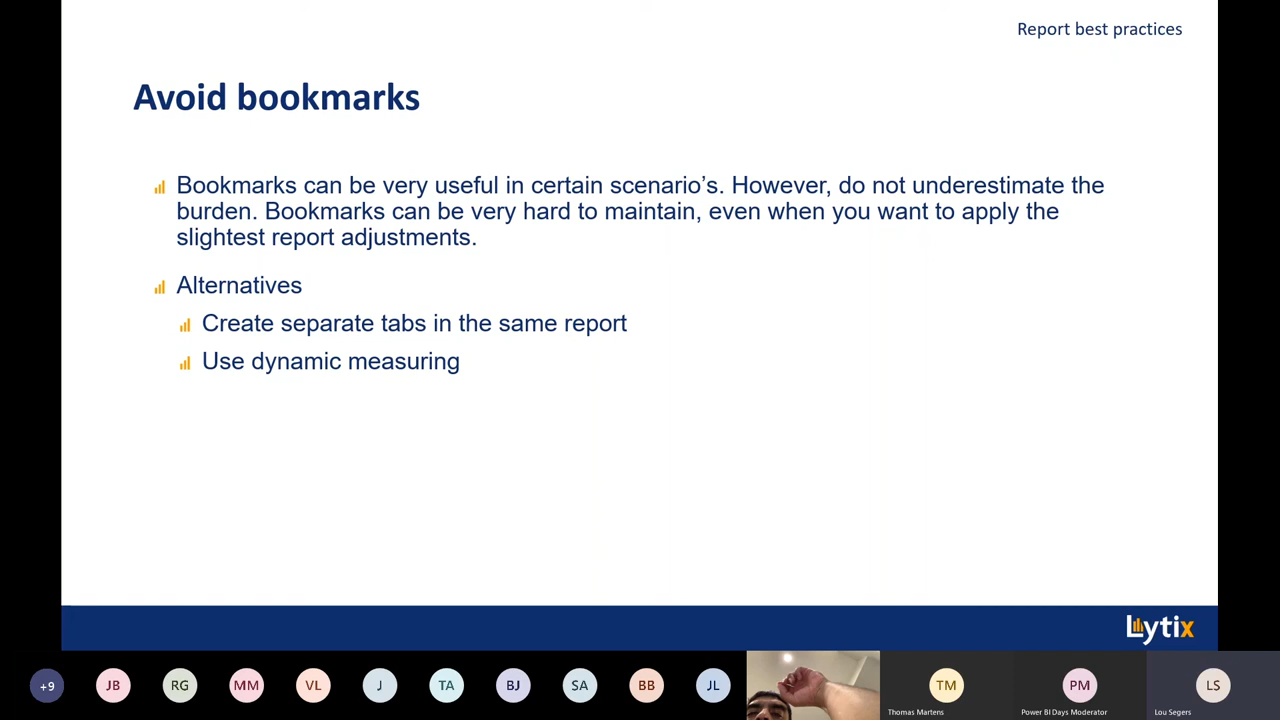 Report best practices
Avoid bookmarks
Bookmarks can be very useful in certain scenario’s. However, do not underestimate the
burden. Bookmarks can be very hard to maintain, even when you want to apply the
slightest report adjustments.
Alternatives
Create separate tabs in the same report
Use dynamic measuring
Lytix
+9
JB
RG
MM
VL
J
TA
BJ
SA
BB
JL
TM
PM
LS
Thomas Martens
Power BI Days Moderator
Lou Segers